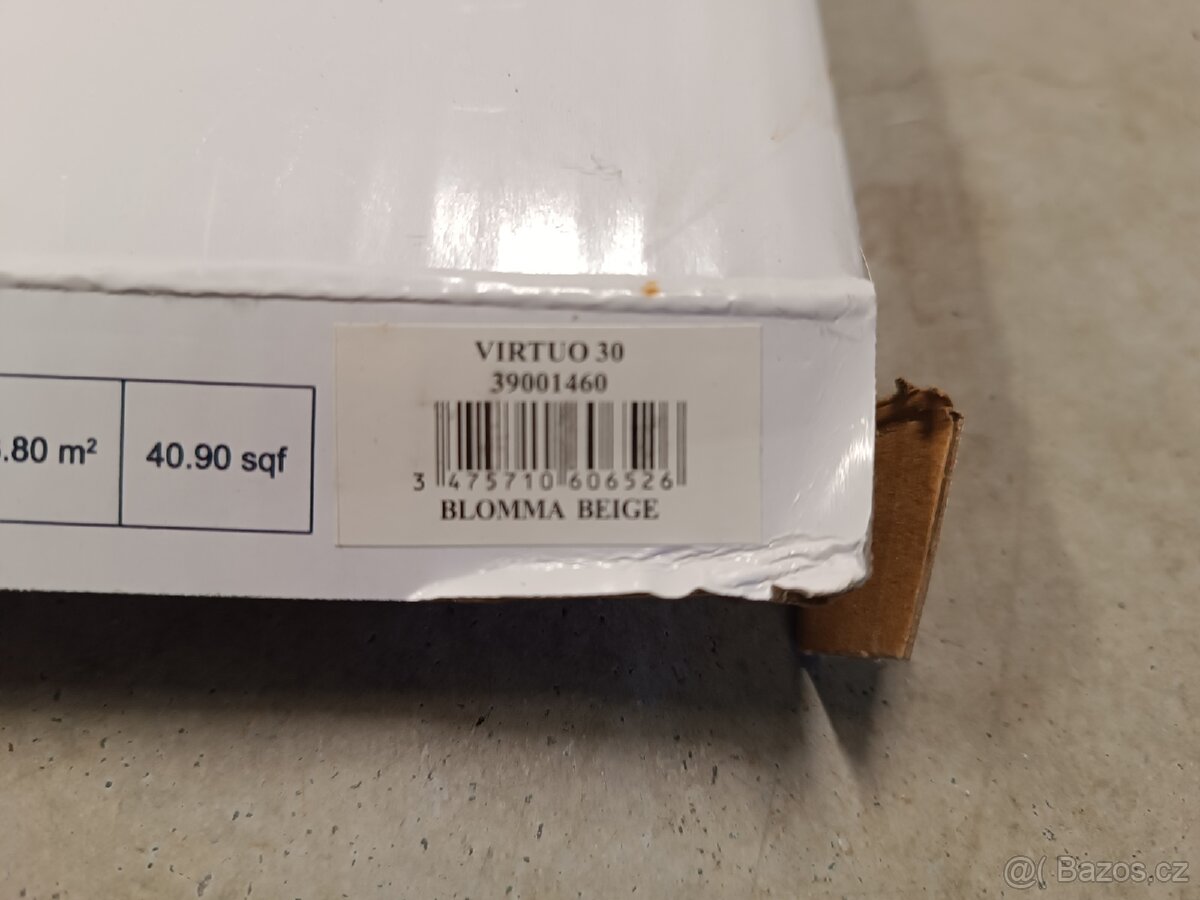 VIRTUO 30
39001460
.80 m² 40.90 sqf
3 475710 606526
BLOMMA BEIGE
@( Bazos.cz